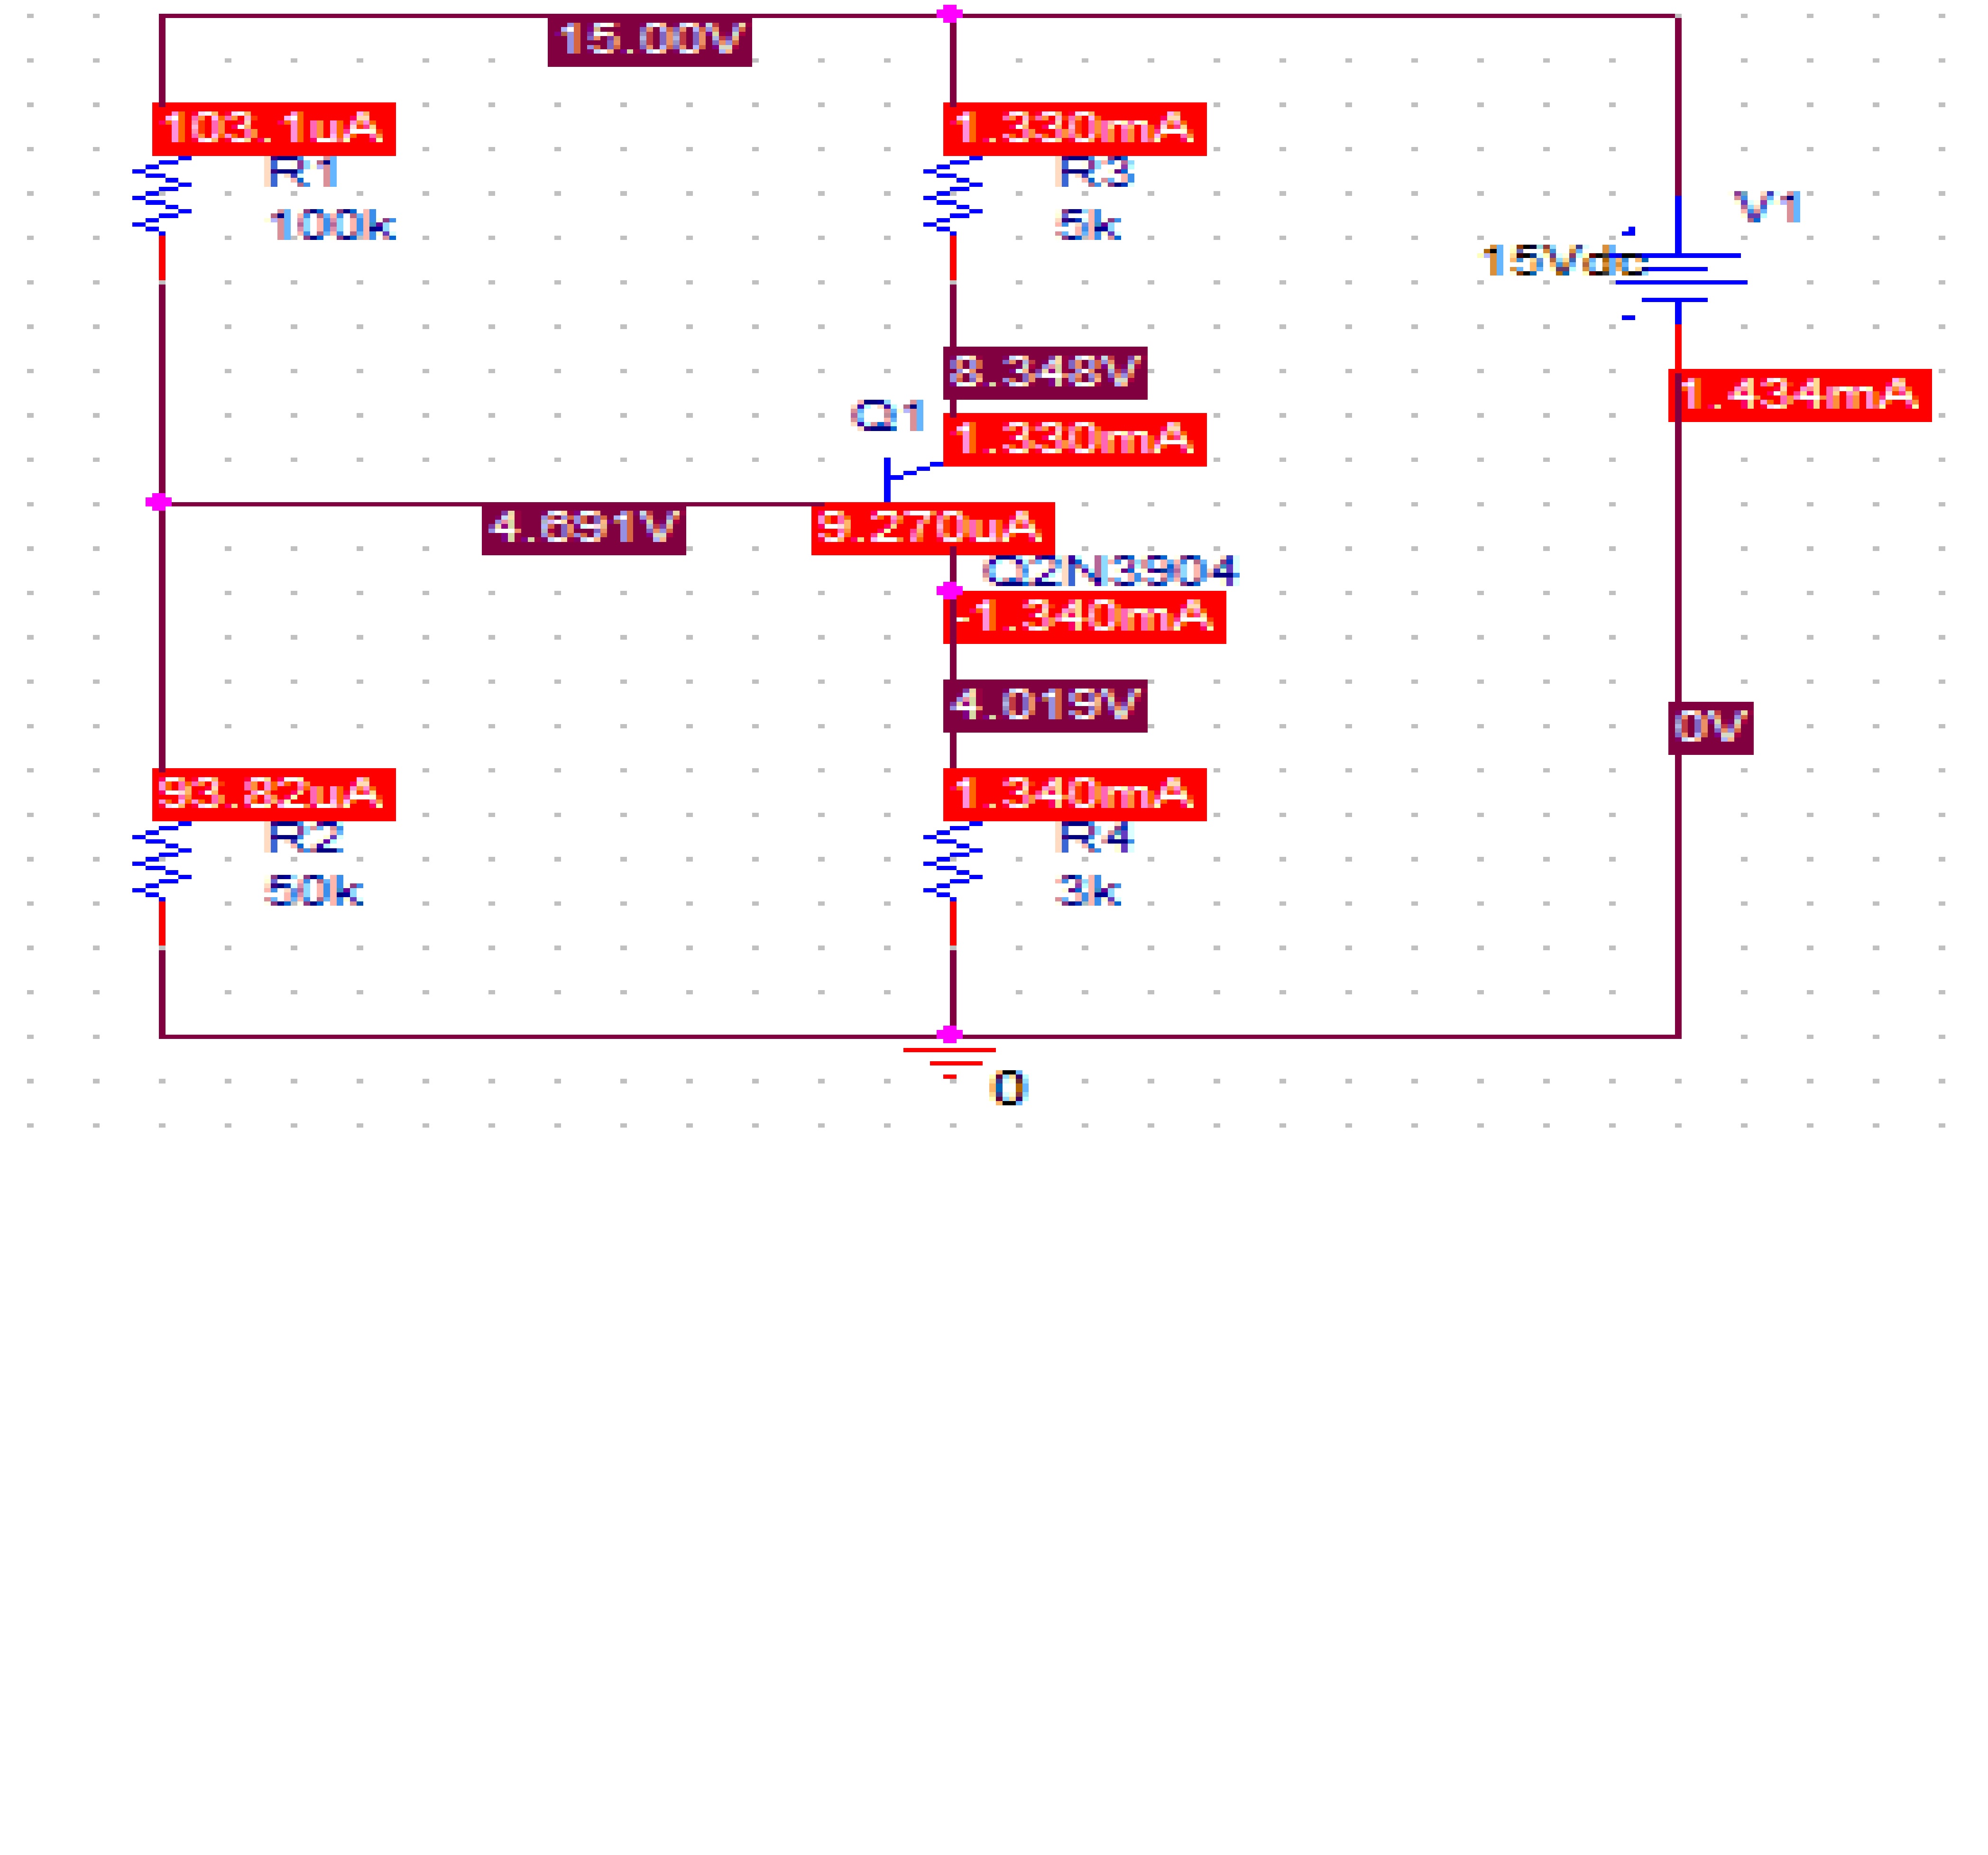 15.00V
103.1uA
1.330mA
R1
R3
V1
100k
5k
15Vdc
8.348V
1.434mA
Q1
1.330mA
4.691V
9.270uA
Q2N3904
-1.340mA
4.019V
0V
93.82uA
1.340mA
R2
R4
50k
3k
0